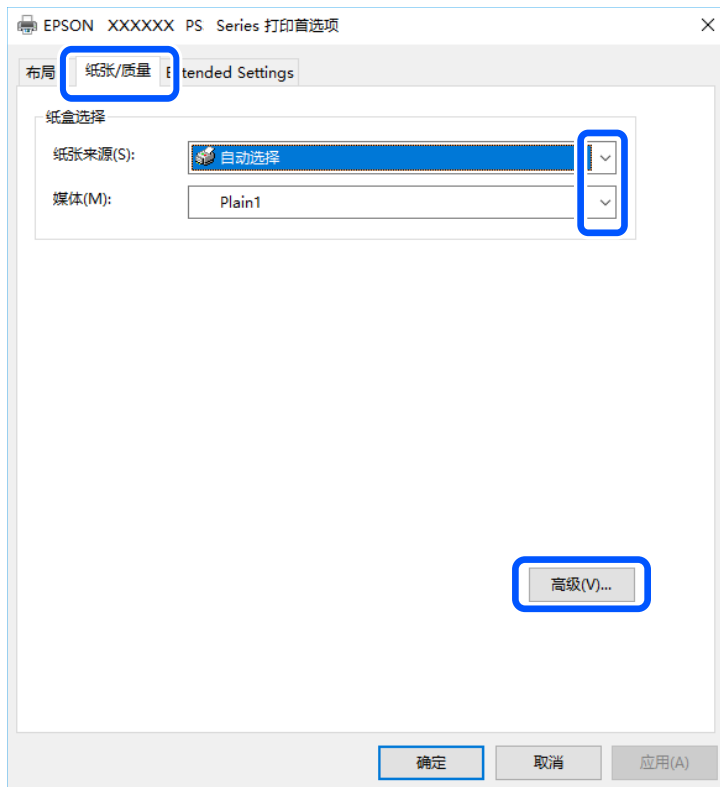 EPSON XXXXXX PS Series 打印首选项
布局 纸张/质量 Extended Settings
纸盒选择
纸张来源(S): 自动选择
媒体(M): Plain1
高级(V)...
确定 取消 应用(A)